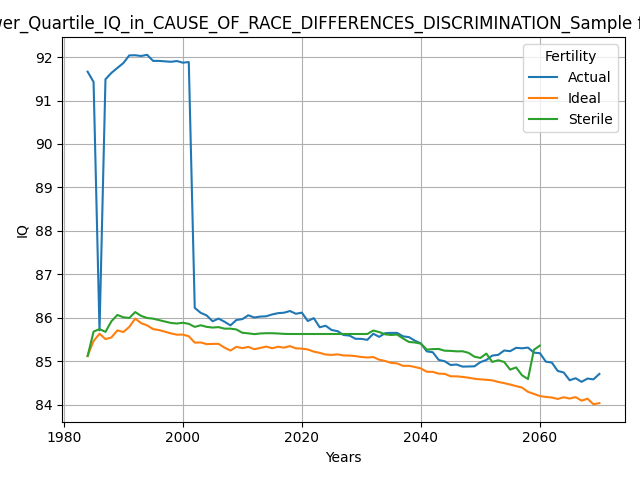 wer_Quartile_IQ_in_CAUSE_OF_RACE_DIFFERENCES_DISCRIMINATION_Sample f
Fertility
Actual
Ideal
Sterile
92
91
90
89
88
87
86
85
84
IQ
1980 2000 2020 2040 2060
Years